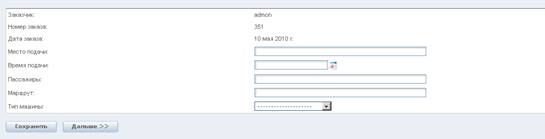 Заказчик: admon
Номер заказа: 351
Дата заказа: 10 мая 2010 г.
Место подачи:
Время подачи:
Пассажиры:
Маршрут:
Тип машины: --------------------
Сохранить Дальше >>